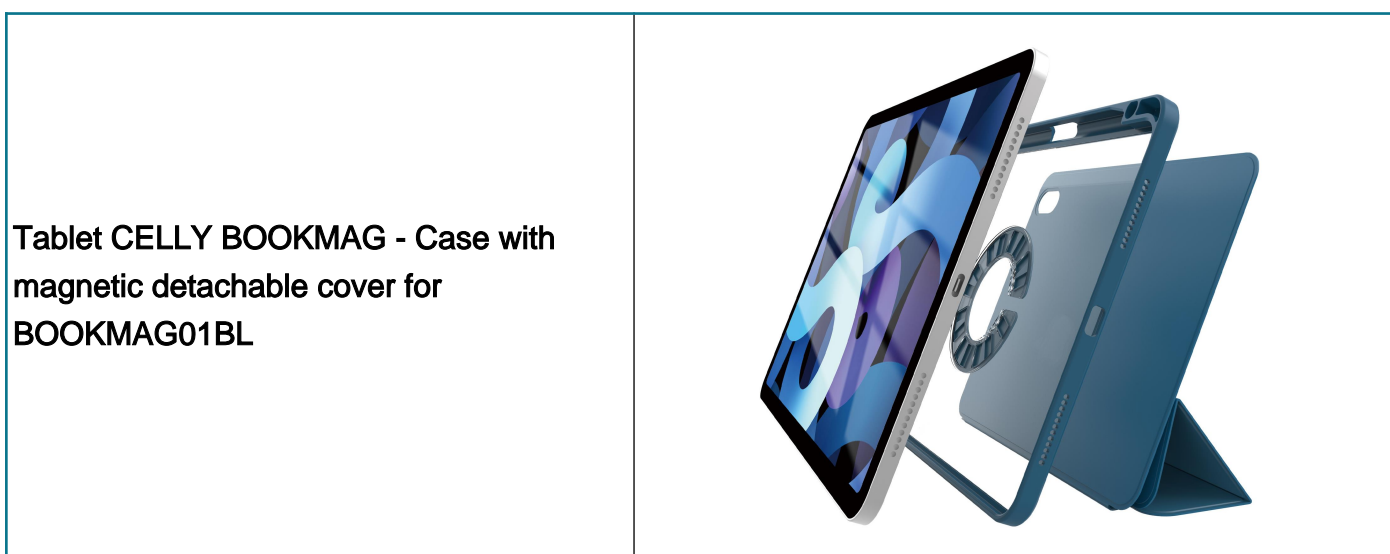 Tablet CELLY BOOKMAG - Case with
magnetic detachable cover for
BOOKMAG01BL